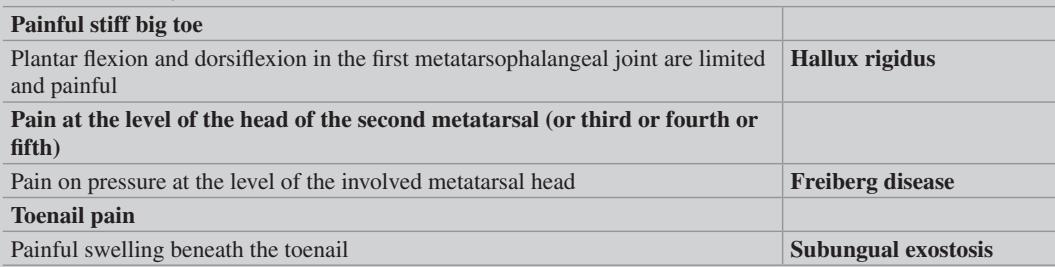 Painful stiff big toe
Plantar flexion and dorsiflexion in the first metatarsophalangeal joint are limited Hallux rigidus
and painful
Pain at the level of the head of the second metatarsal (or third or fourth or
fifth)
Pain on pressure at the level of the involved metatarsal head Freiberg disease
Toenail pain
Painful swelling beneath the toenail Subungual exostosis